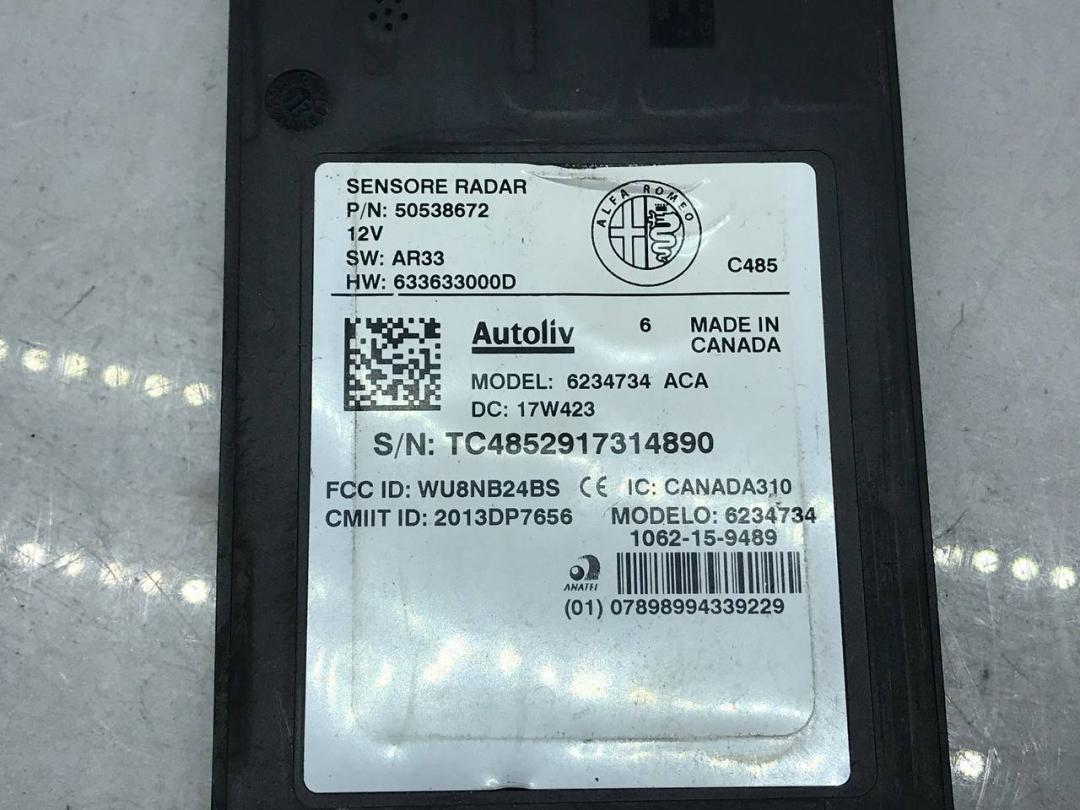 SENSORE RADAR
P/N: 50538672
12V
SW: AR33
HW: 633633000D
ALFA ROMEO
C485
Autoliv
6
MADE IN
CANADA
MODEL: 6234734 ACA
DC: 17W423
S/N: TC4852917314890
FCC ID: WU8NB24BS CE IC: CANADA310
CMIIT ID: 2013DP7656 MODELO: 6234734
1062-15-9489
ANATEL
(01) 07898994339229